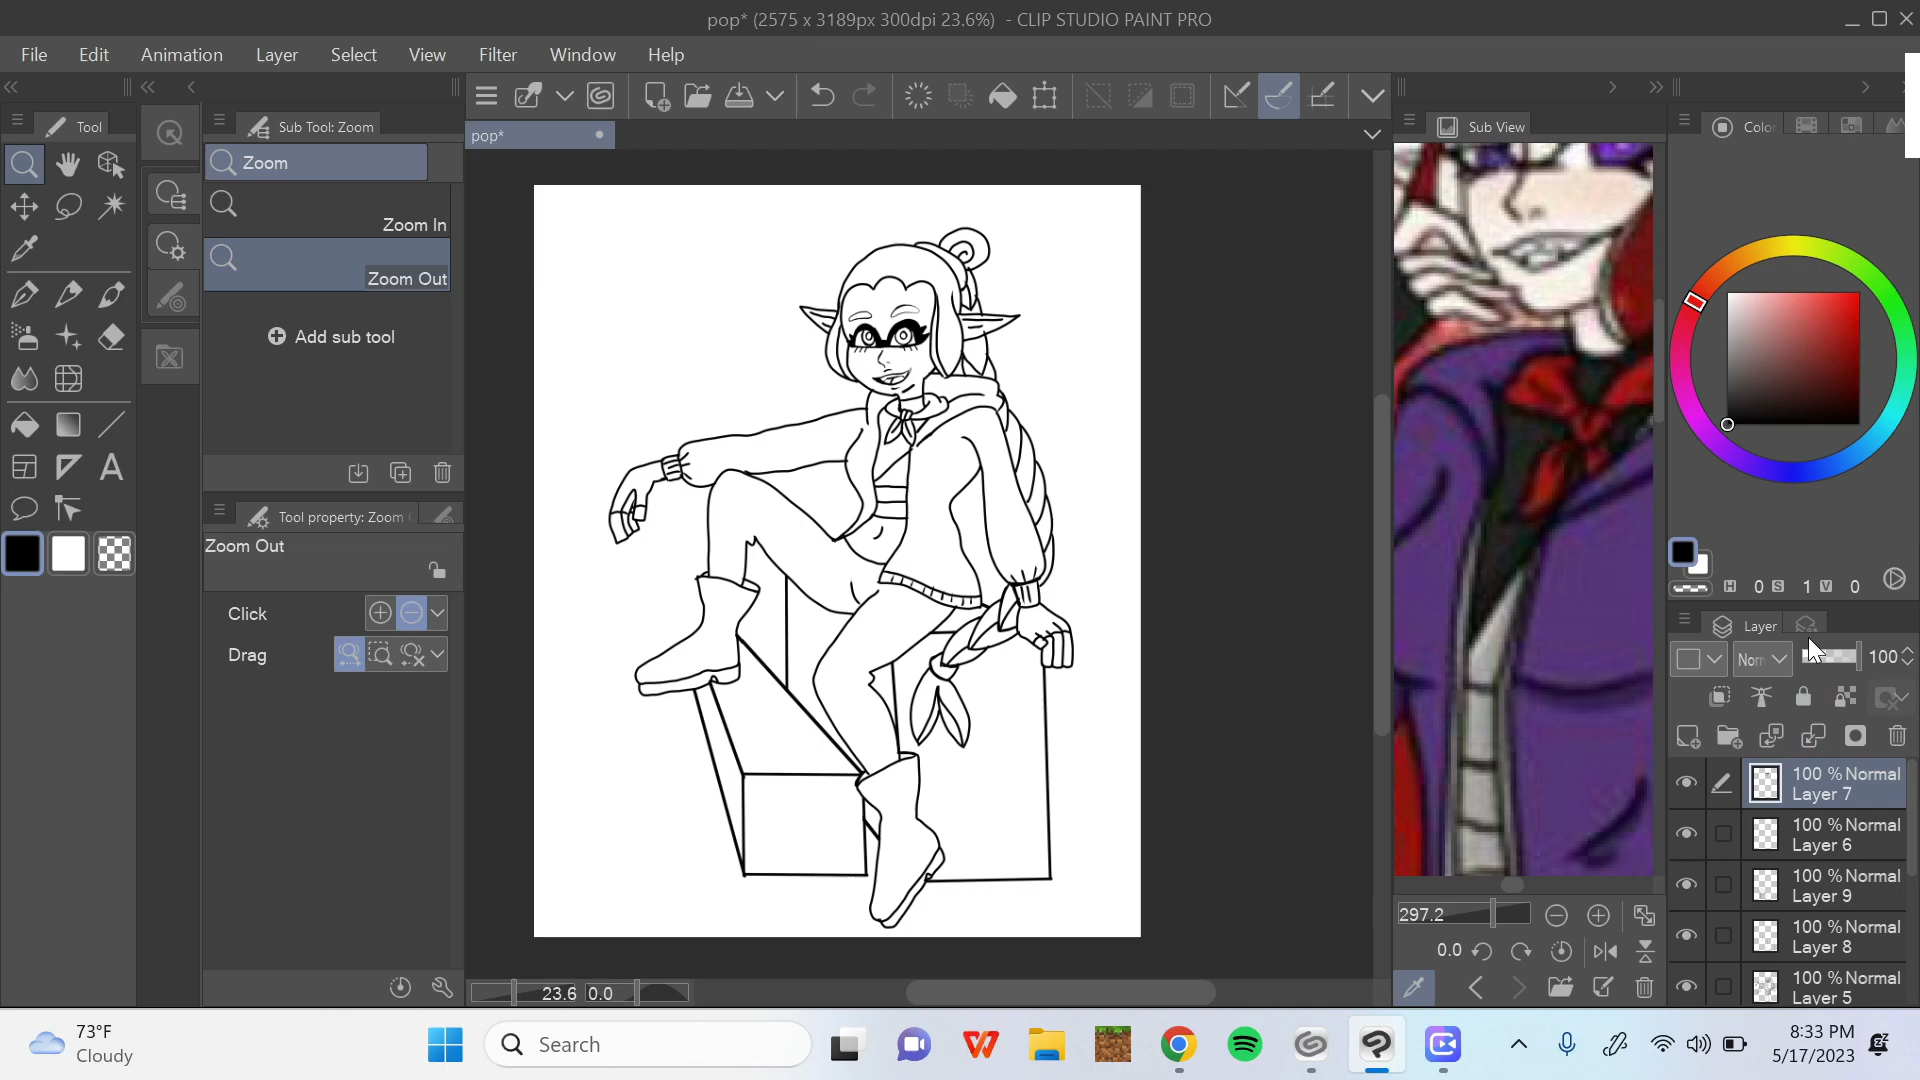 pop* (2575 x 3189px 300dpi 23.6%) - CLIP STUDIO PAINT PRO
File Edit Animation Layer Select View Filter Window Help
Tool
Sub Tool: Zoom
pop*
Sub View
Zoom
Zoom In
Zoom Out
Add sub tool
Tool property: Zoom
Zoom Out
Click
Drag
23.6 0.0
297.2
0.0
H 0 S 1 V 0
Layer
100
100 % Normal
Layer 7
100 % Normal
Layer 6
100 % Normal
Layer 9
100 % Normal
Layer 8
100 % Normal
Layer 5
73°F
Cloudy
Search
8:33 PM
5/17/2023